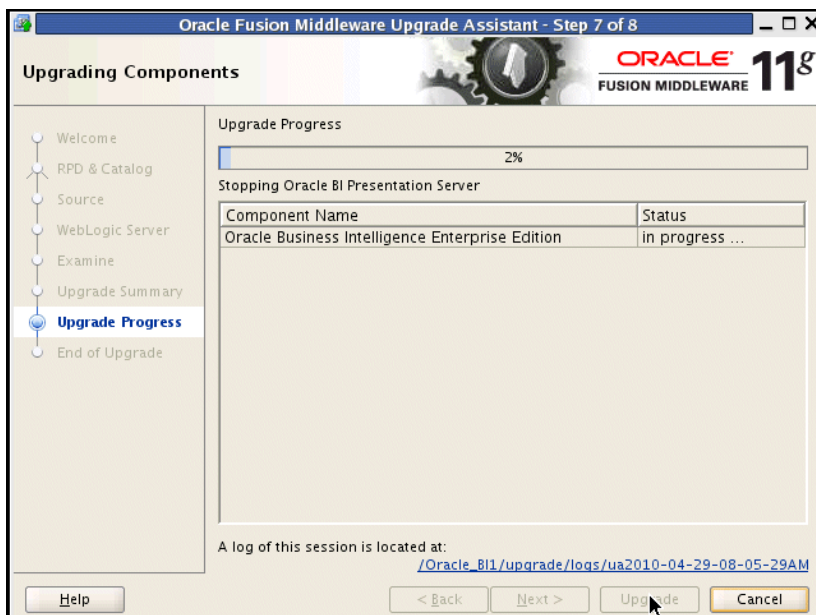 Oracle Fusion Middleware Upgrade Assistant - Step 7 of 8
Upgrading Components
ORACLE
FUSION MIDDLEWARE
11g
Welcome
RPD & Catalog
Source
WebLogic Server
Examine
Upgrade Summary
Upgrade Progress
End of Upgrade
Upgrade Progress
2%
Stopping Oracle BI Presentation Server
Component Name Status
Oracle Business Intelligence Enterprise Edition in progress ...
A log of this session is located at:
/Oracle_BI1/upgrade/logs/ua2010-04-29-08-05-29AM
Help < Back Next > Upgrade Cancel